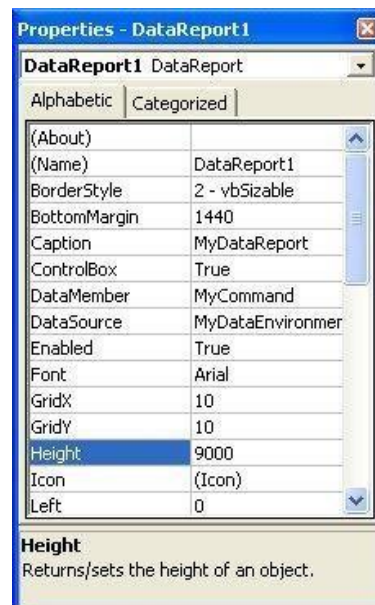 Properties - DataReport1
DataReport1 DataReport
Alphabetic Categorized
(About)
(Name) DataReport1
BorderStyle 2 - vbSizable
BottomMargin 1440
Caption MyDataReport
ControlBox True
DataMember MyCommand
DataSource MyDataEnvironmer
Enabled True
Font Arial
GridX 10
GridY 10
Height 9000
Icon (Icon)
Left 0
Height
Returns/sets the height of an object.